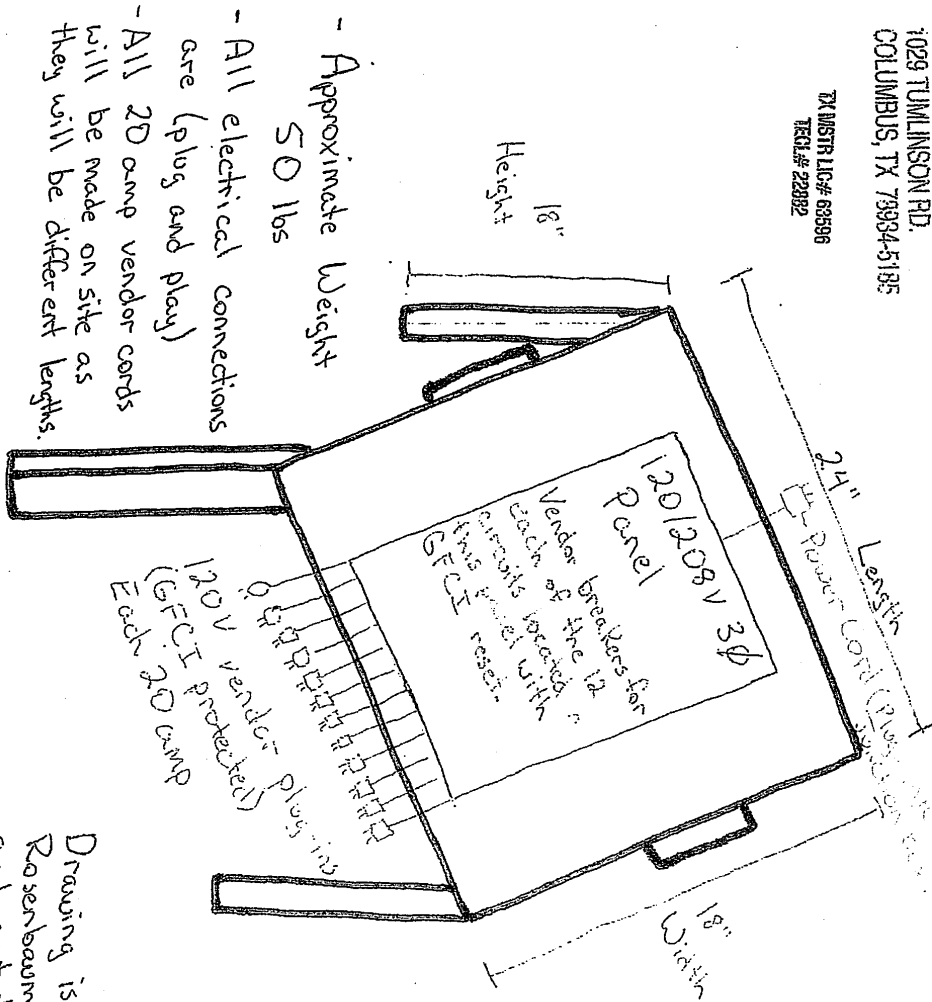 1029 TUMLINSON RD.
COLUMBUS, TX 78934-5185
TX MSTR LIC# 63596
TECL# 22882
18"
Height
24" Length
Power Cord (Plugs
18"
Width
120/208V 3Ø
Panel
Vendor breakers for
each of the 12
circuits located
this panel with
GFCI reset.
120V vendor plug-ins
(GFCI protected)
Each 20 amp
- Approximate Weight
50 lbs
- All electrical connections
are (plug and play)
- All 20 amp vendor cords
will be made on site as
they will be different lengths.
Drawing is
Rosenbaum